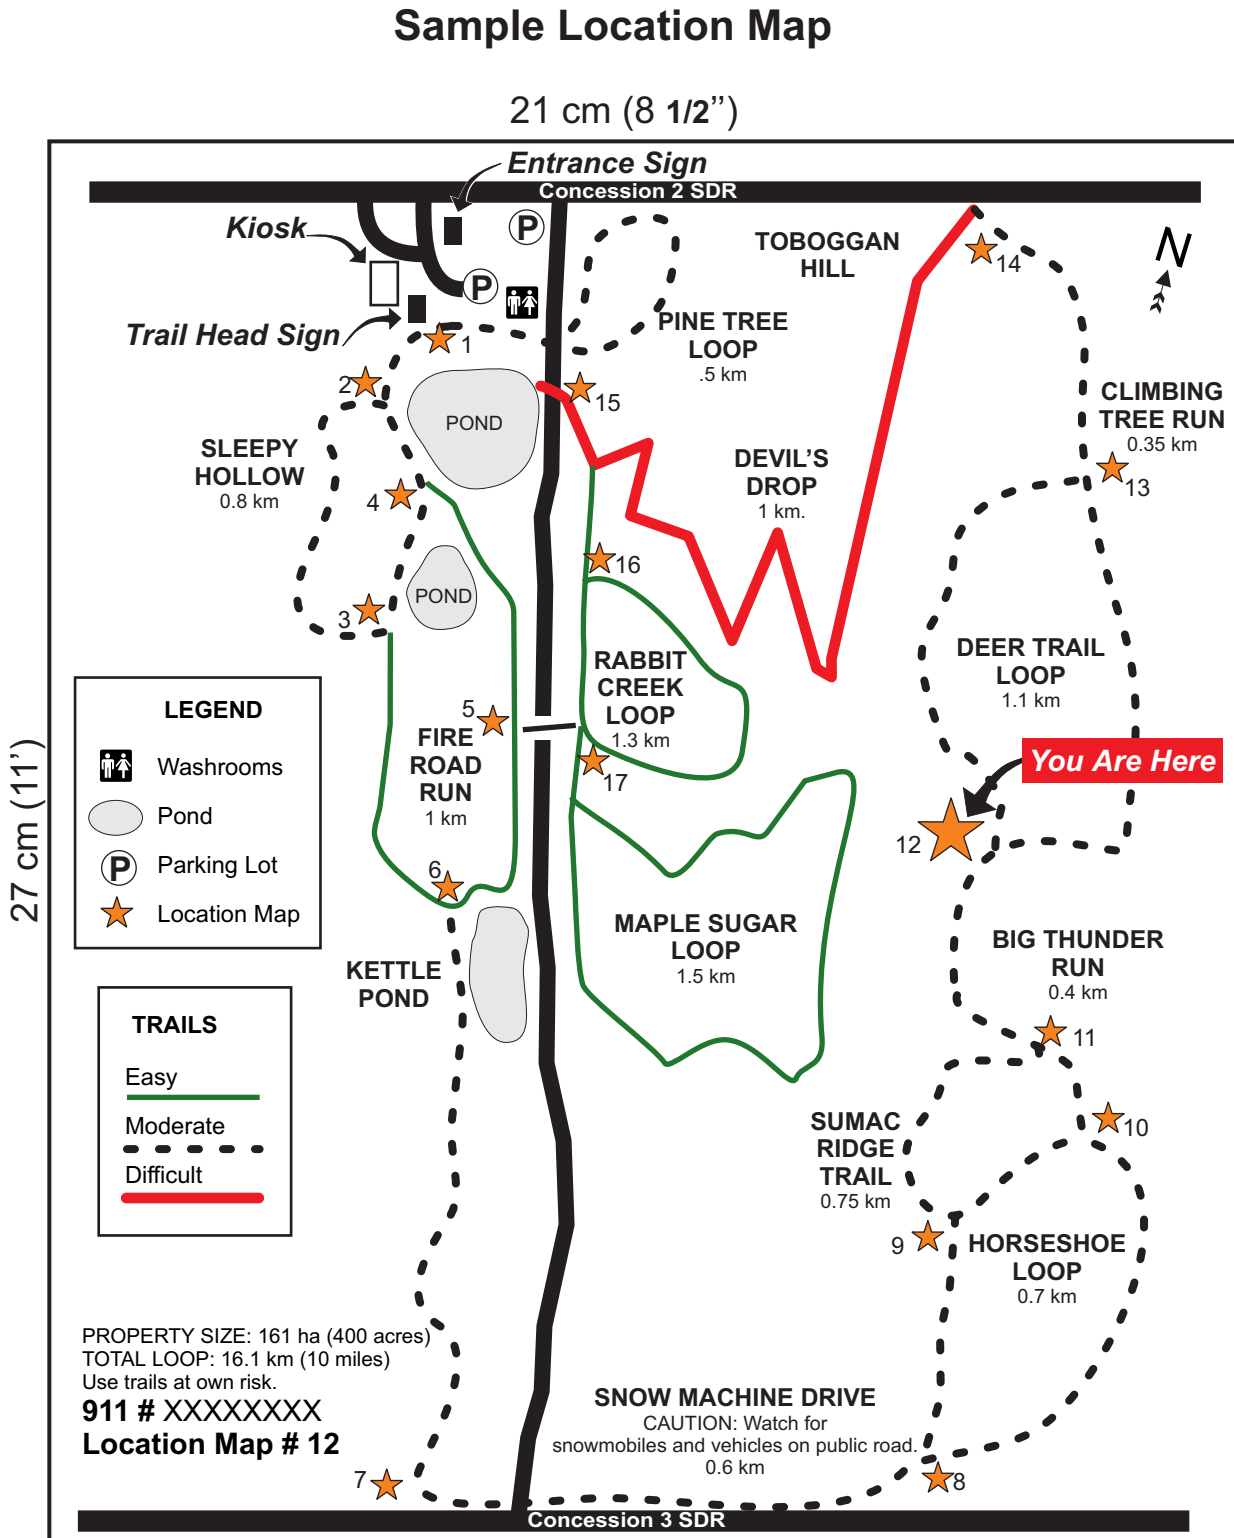 Sample Location Map
21 cm (8 1/2”)
27 cm (11’)
Entrance Sign
Concession 2 SDR
Kiosk
P
P
Trail Head Sign
TOBOGGAN
HILL
N
14
1
PINE TREE
LOOP
.5 km
2
15
POND
CLIMBING
TREE RUN
0.35 km
SLEEPY
HOLLOW
0.8 km
DEVIL’S
DROP
1 km.
13
4
16
POND
3
RABBIT
CREEK
LOOP
1.3 km
DEER TRAIL
LOOP
1.1 km
LEGEND
Washrooms
Pond
P
Parking Lot
Location Map
5
FIRE
ROAD
RUN
1 km
17
You Are Here
12
6
MAPLE SUGAR
LOOP
1.5 km
BIG THUNDER
RUN
0.4 km
KETTLE
POND
TRAILS
Easy
Moderate
Difficult
11
10
SUMAC
RIDGE
TRAIL
0.75 km
9
HORSESHOE
LOOP
0.7 km
PROPERTY SIZE: 161 ha (400 acres)
TOTAL LOOP: 16.1 km (10 miles)
Use trails at own risk.
911 # XXXXXXXX
Location Map # 12
SNOW MACHINE DRIVE
CAUTION: Watch for
snowmobiles and vehicles on public road.
0.6 km
7
8
Concession 3 SDR